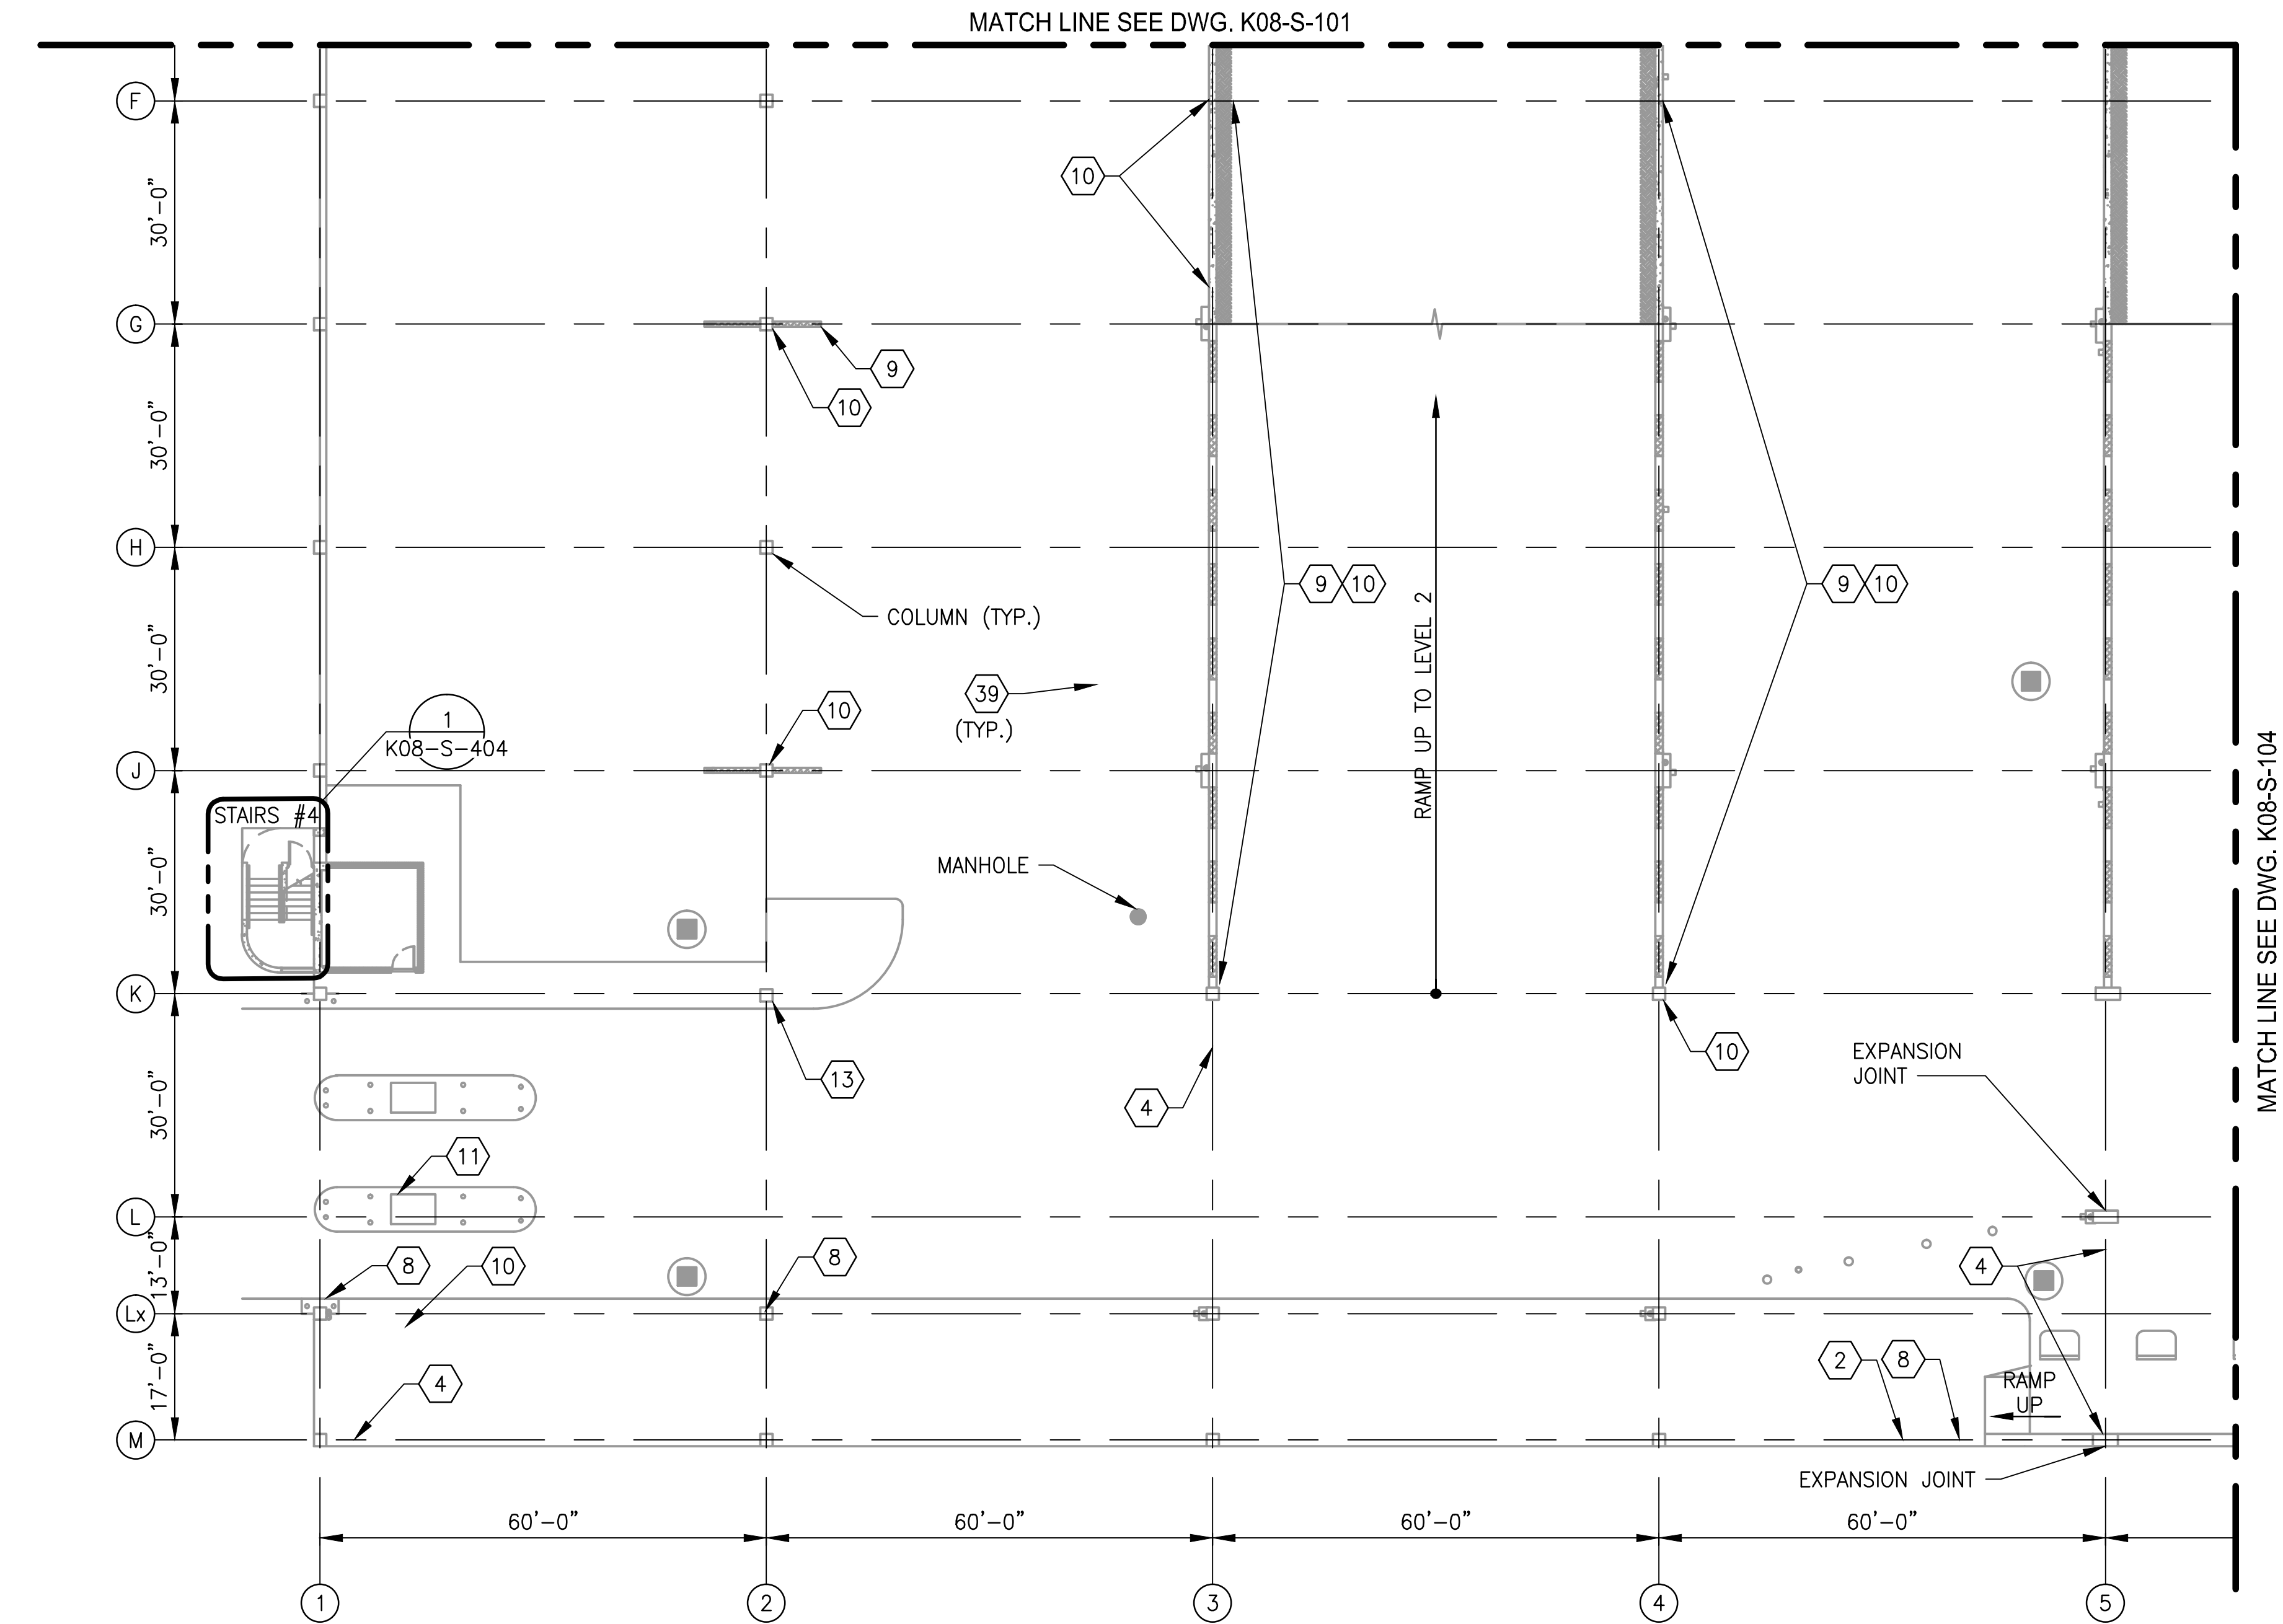 MATCH LINE SEE DWG. K08-S-101
F
30'-0"
10
G
9
10
30'-0"
H
COLUMN (TYP.)
9 10
9 10
30'-0"
RAMP UP TO LEVEL 2
39
(TYP.)
10
1
K08-S-404
J
STAIRS #4
30'-0"
MANHOLE
MATCH LINE SEE DWG. K08-S-104
K
13
4
10
EXPANSION
JOINT
30'-0"
11
L
13'-0"
8
10
8
4
Lx
17'-0"
4
2
8
RAMP
UP
M
EXPANSION JOINT
60'-0"
60'-0"
60'-0"
60'-0"
1
2
3
4
5